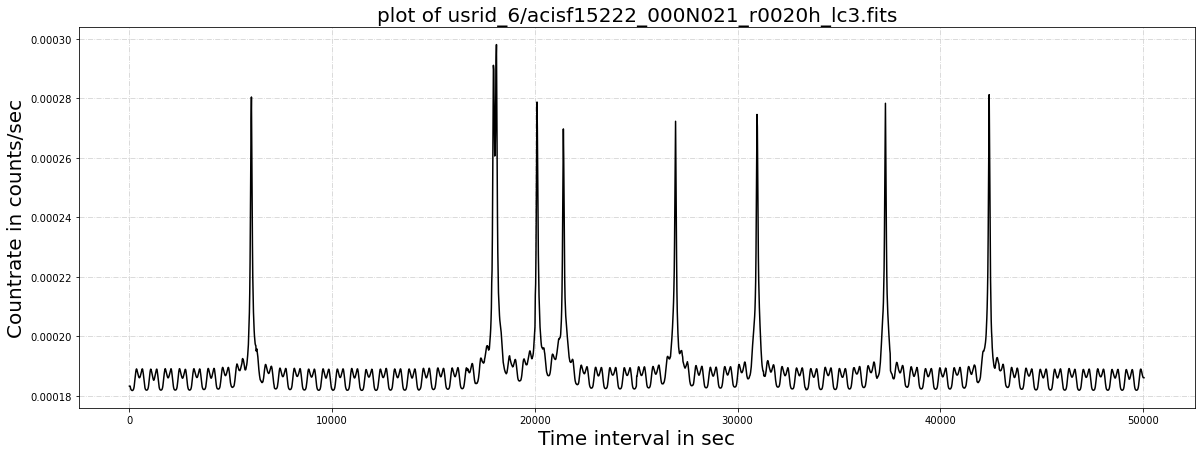 plot of usrid_6/acisf15222_000N021_r0020h_lc3.fits
Countrate in counts/sec
0.00030
0.00028
0.00026
0.00024
0.00022
0.00020
0.00018
0 10000 20000 30000 40000 50000
Time interval in sec